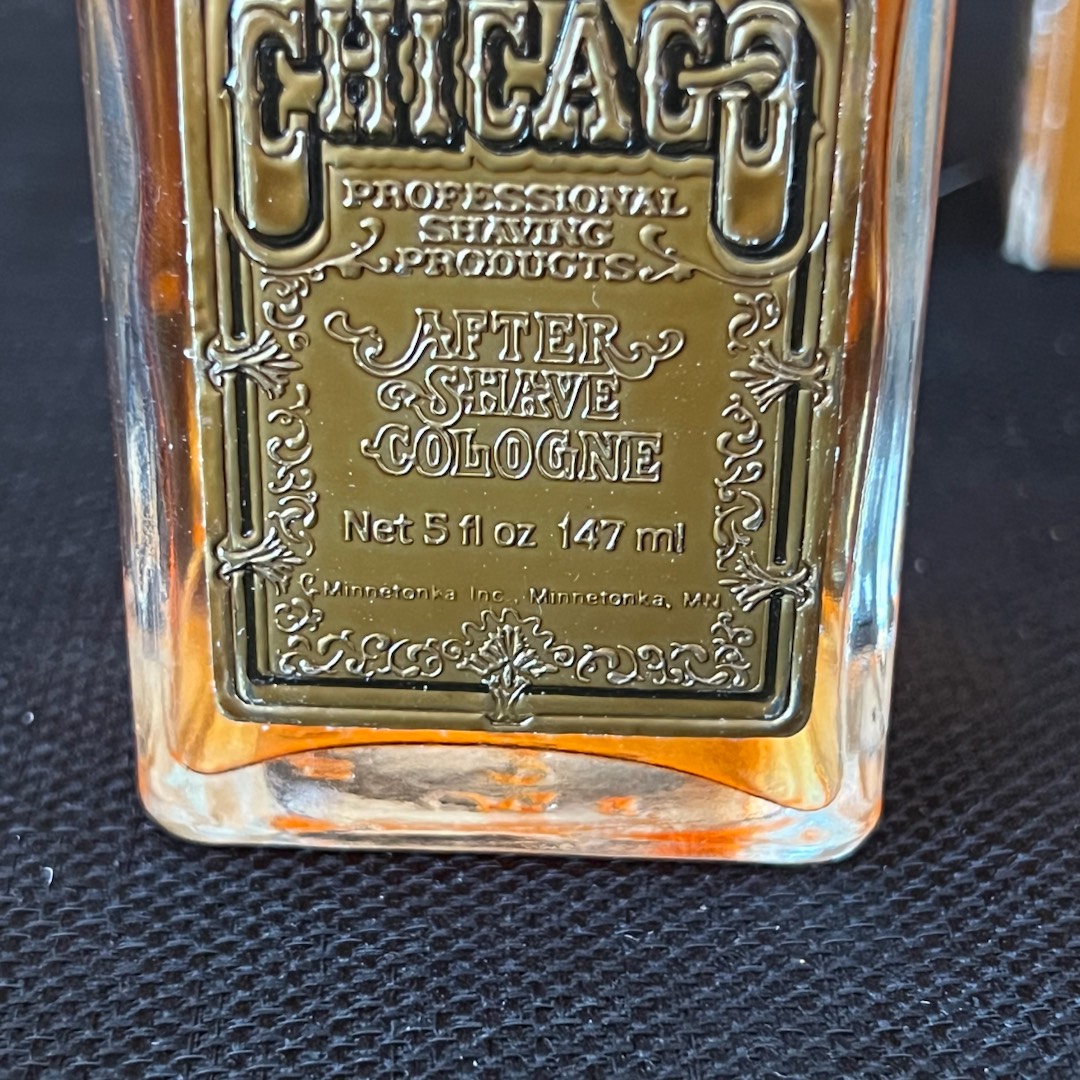 CHICAGO
PROFESSIONAL
SHAVING
PRODUCTS
AFTER
SHAVE
COLOGNE
Net 5 fl oz 147 ml
Minnetonka Inc., Minnetonka, MN